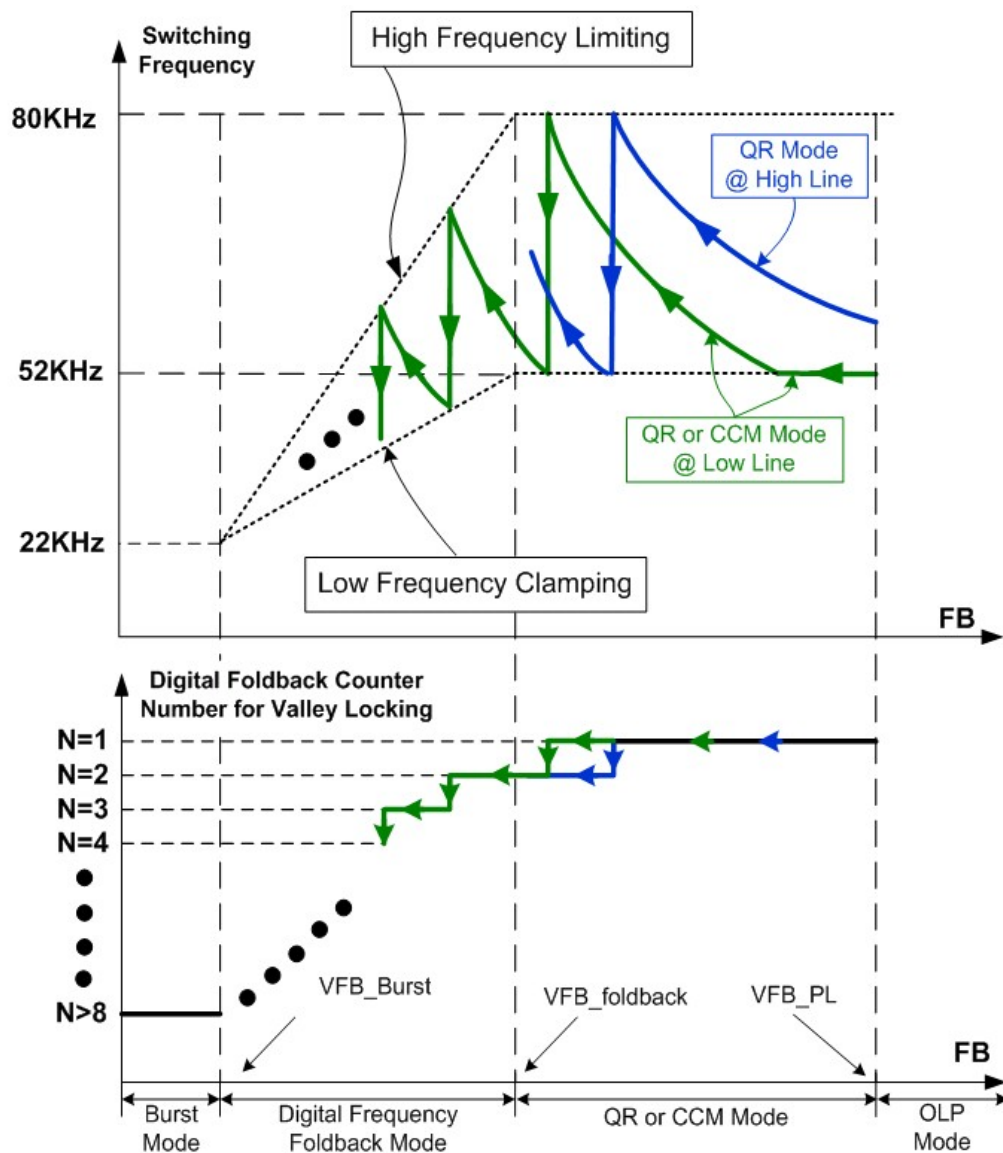 Switching
Frequency
High Frequency Limiting
80KHz
QR Mode
@ High Line
52KHz
QR or CCM Mode
@ Low Line
22KHz
Low Frequency Clamping
FB
Digital Foldback Counter
Number for Valley Locking
N=1
N=2
N=3
N=4
VFB_Burst
VFB_foldback
VFB_PL
N>8
FB
Burst
Mode
Digital Frequency
Foldback Mode
QR or CCM Mode
OLP
Mode